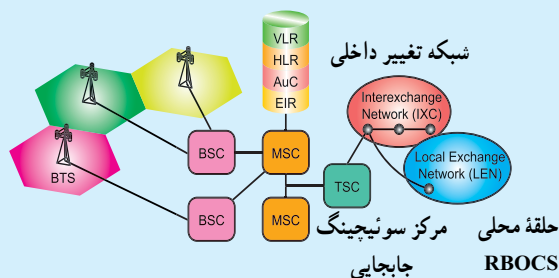 VLR
HLR
AuC
EIR
شبکه تغییر داخلی
Interexchange
Network (IXC)
Local Exchange
Network (LEN)
BTS
BSC
MSC
TSC
BSC
MSC
مرکز سوئیچینگ
جابجایی
حلقۀ محلی
RBOCS